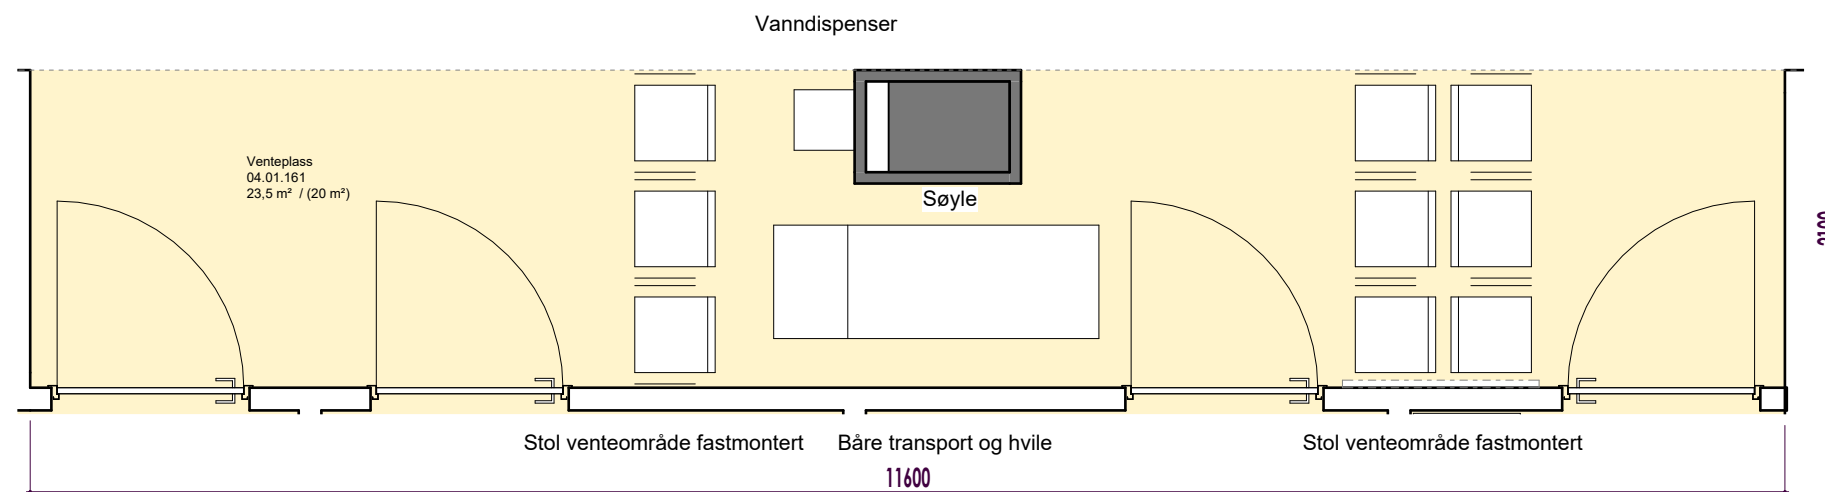 Vanndispenser
Venteplass
04.01.161
23,5 m² / (20 m²)
Søyle
Stol venteområde fastmontert
Båre transport og hvile
Stol venteområde fastmontert
11600